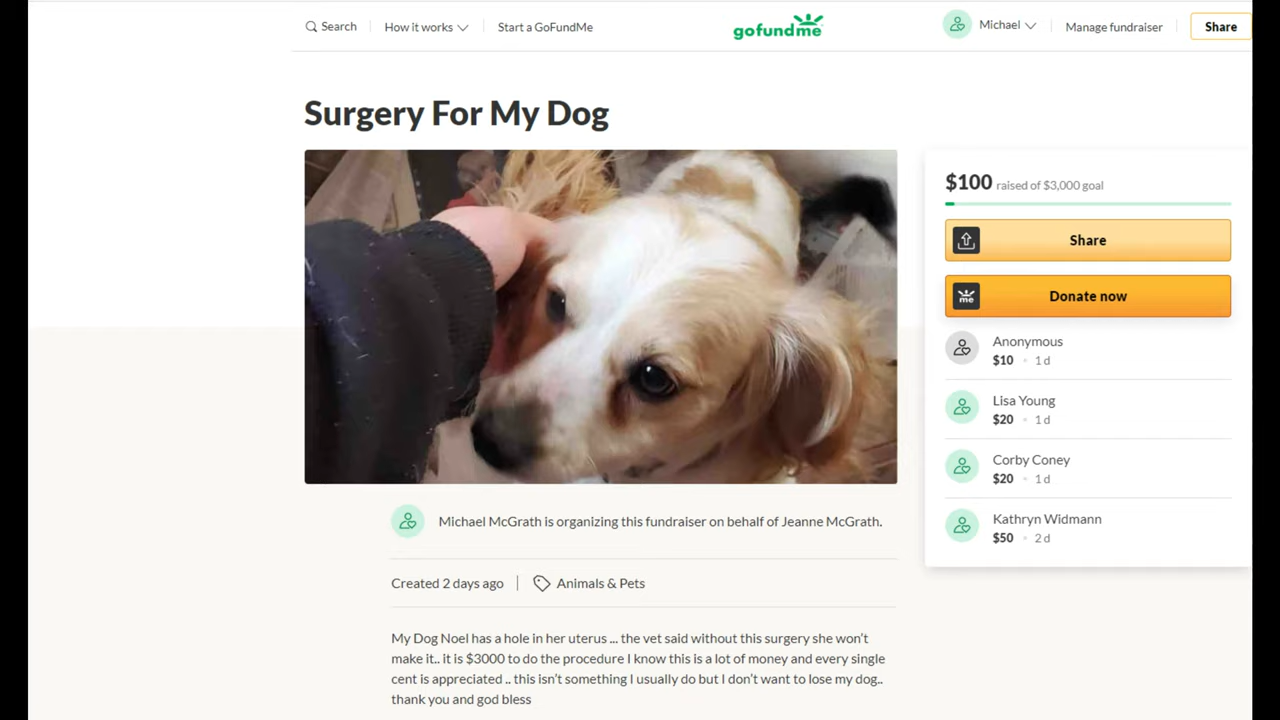 Search
How it works
Start a GoFundMe
gofundme
Michael
Manage fundraiser
Share
Surgery For My Dog
$100 raised of $3,000 goal
Share
me
Donate now
Anonymous
$10 • 1 d
Lisa Young
$20 • 1 d
Corby Coney
$20 • 1 d
Kathryn Widmann
$50 • 2 d
Michael McGrath is organizing this fundraiser on behalf of Jeanne McGrath.
Created 2 days ago | Animals & Pets
My Dog Noel has a hole in her uterus ... the vet said without this surgery she won't
make it.. it is $3000 to do the procedure I know this is a lot of money and every single
cent is appreciated .. this isn't something I usually do but I don't want to lose my dog..
thank you and god bless